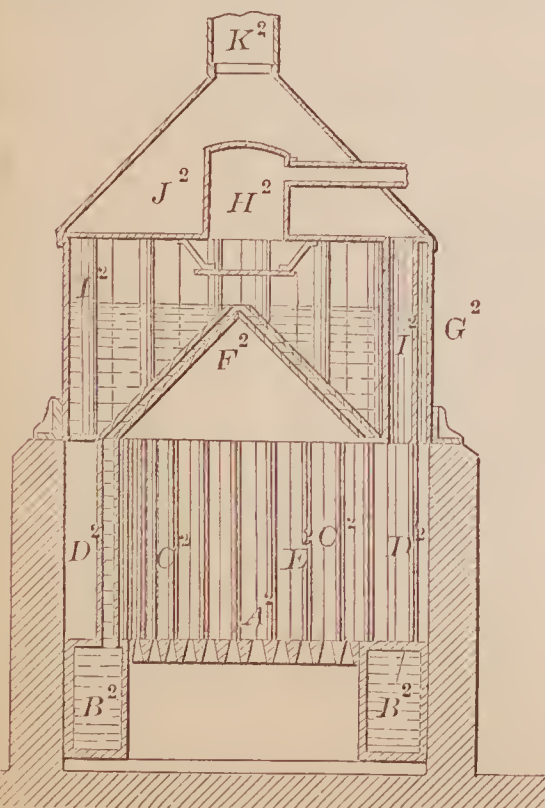 K²
J² H²
I² G²
I²
F²
D² C² E² C² D²
A²
B² B²